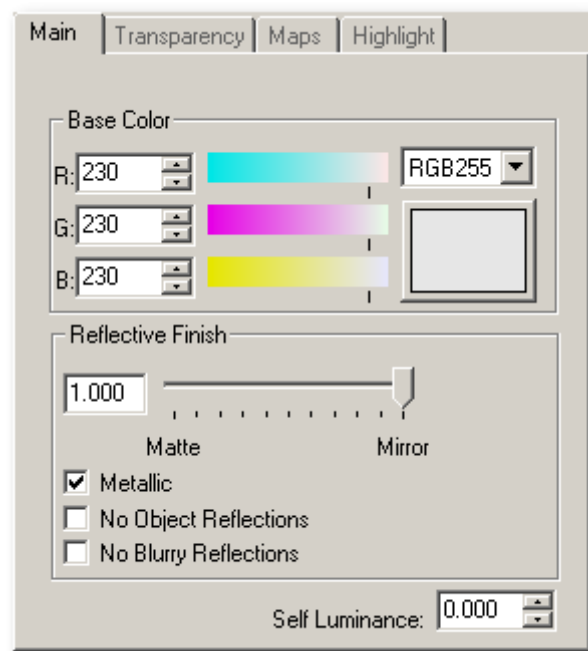 Main Transparency Maps Highlight
Base Color
R: 230 RGB255
G: 230
B: 230
Reflective Finish
1.000
Matte Mirror
Metallic
No Object Reflections
No Blurry Reflections
Self Luminance: 0.000